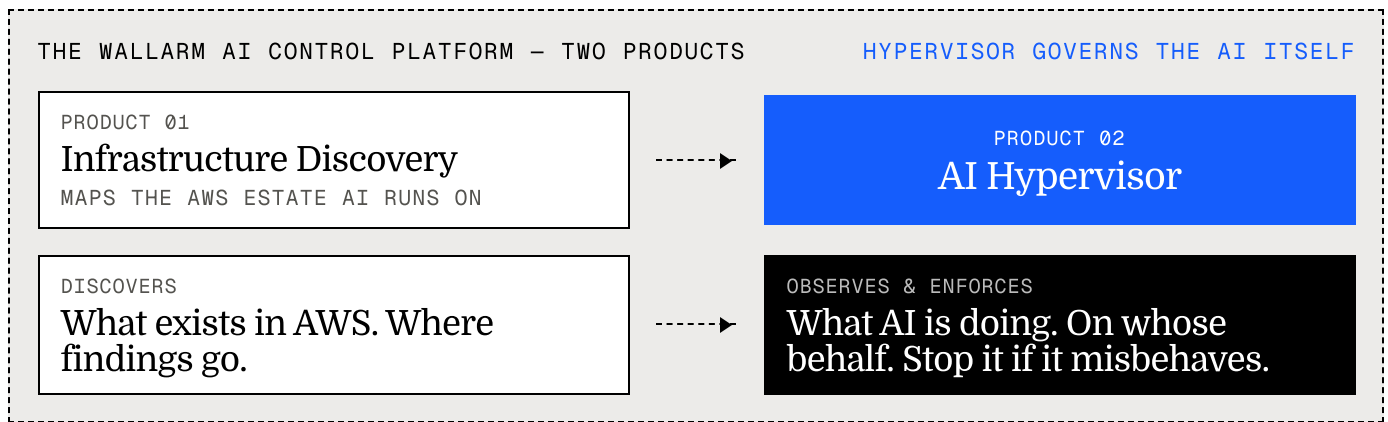 THE WALLARM AI CONTROL PLATFORM — TWO PRODUCTS
HYPERVISOR GOVERNS THE AI ITSELF
PRODUCT 01
Infrastructure Discovery
MAPS THE AWS ESTATE AI RUNS ON
PRODUCT 02
AI Hypervisor
DISCOVERS
What exists in AWS. Where
findings go.
OBSERVES & ENFORCES
What AI is doing. On whose
behalf. Stop it if it misbehaves.